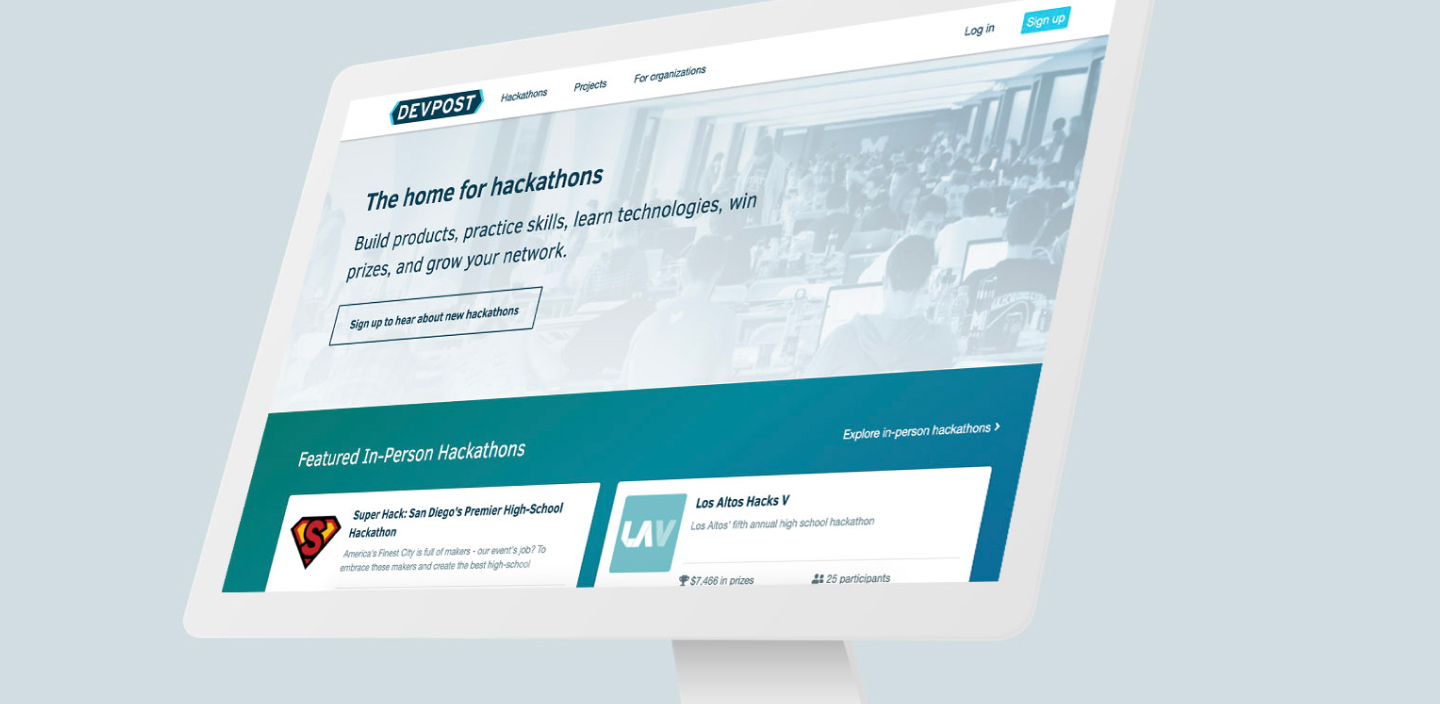 DEVPOST
Hackathons
Projects
For organizations
Log in
Sign up
The home for hackathons
Build products, practice skills, learn technologies, win
prizes, and grow your network.
Sign up to hear about new hackathons
Featured In-Person Hackathons
Explore in-person hackathons >
S
Super Hack: San Diego's Premier High-School
Hackathon
America's Finest City is full of makers - our event's job? To
embrace these makers and create the best high-school
LAV
Los Altos Hacks V
Los Altos' fifth annual high school hackathon
$7,466 in prizes
25 participants